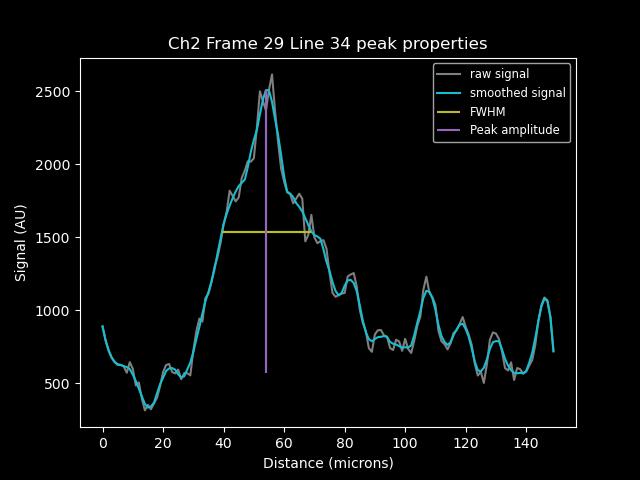 Ch2 Frame 29 Line 34 peak properties
raw signal
smoothed signal
FWHM
Peak amplitude
Signal (AU)
2500
2000
1500
1000
500
0 20 40 60 80 100 120 140
Distance (microns)